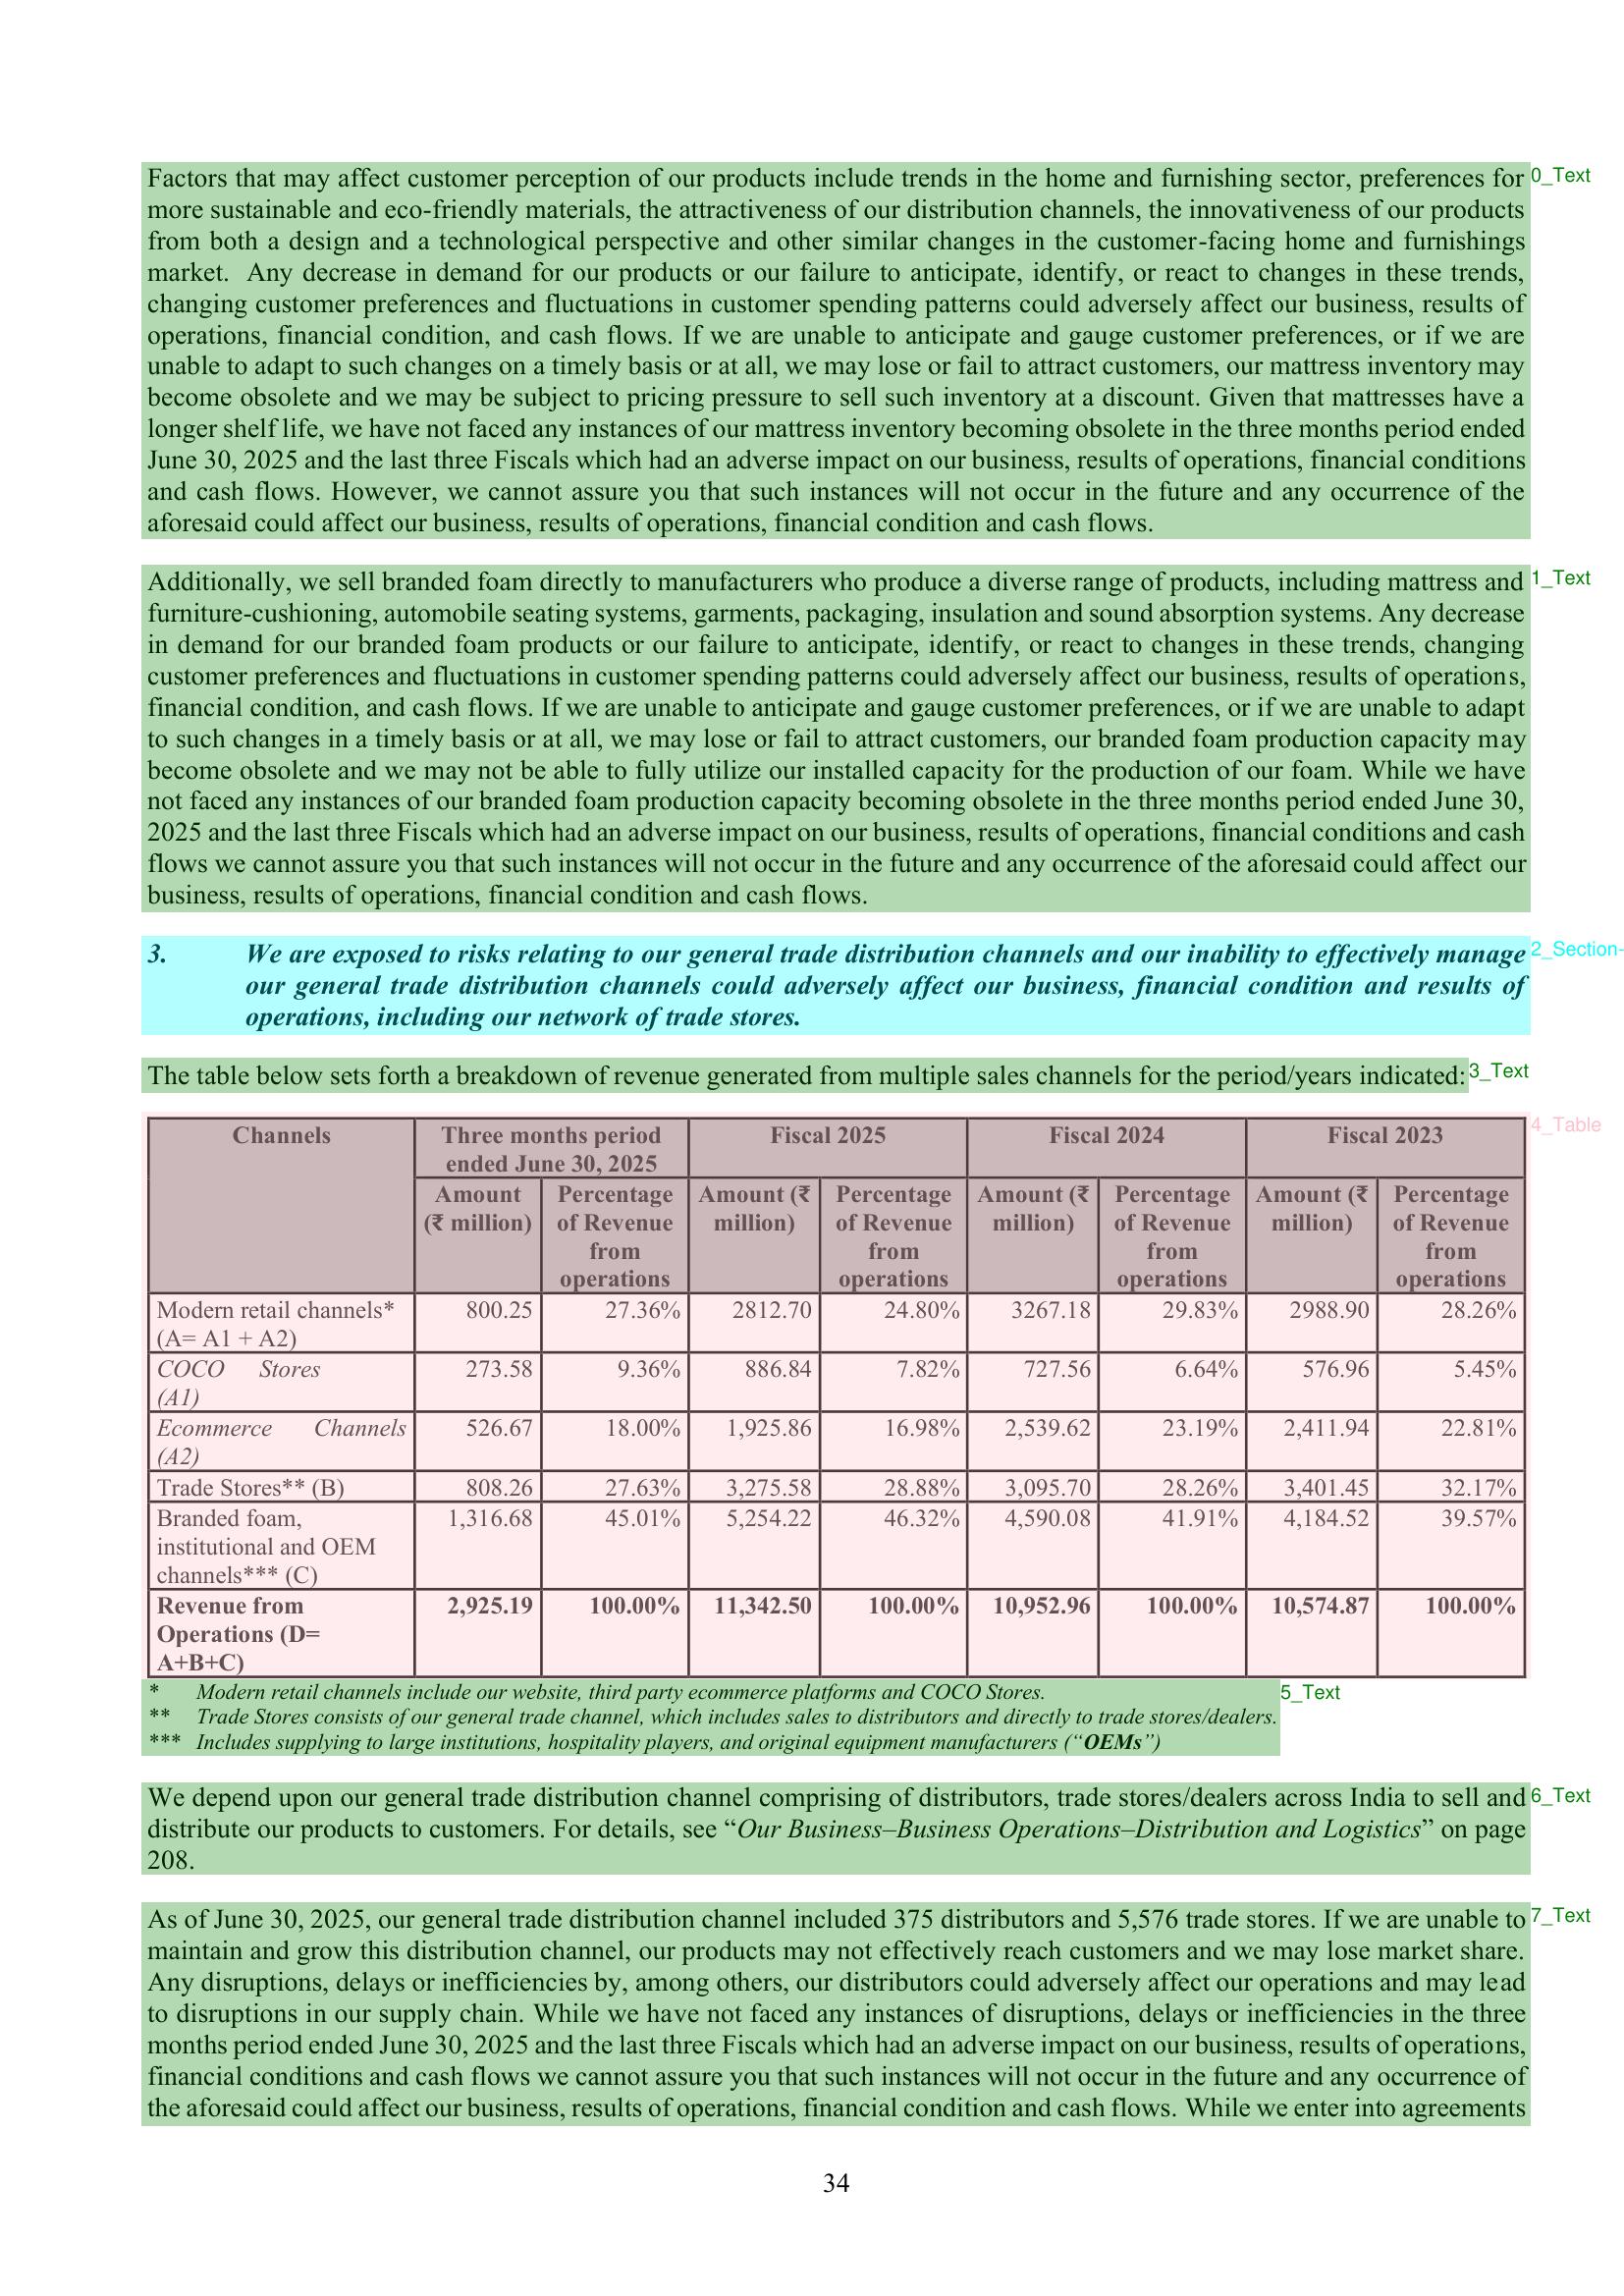 Factors that may affect customer perception of our products include trends in the home and furnishing sector, preferences for
0_Text
more sustainable and eco-friendly materials, the attractiveness of our distribution channels, the innovativeness of our products
from both a design and a technological perspective and other similar changes in the customer-facing home and furnishings
market. Any decrease in demand for our products or our failure to anticipate, identify, or react to changes in these trends,
changing customer preferences and fluctuations in customer spending patterns could adversely affect our business, results of
operations, financial condition, and cash flows. If we are unable to anticipate and gauge customer preferences, or if we are
unable to adapt to such changes on a timely basis or at all, we may lose or fail to attract customers, our mattress inventory may
become obsolete and we may be subject to pricing pressure to sell such inventory at a discount. Given that mattresses have a
longer shelf life, we have not faced any instances of our mattress inventory becoming obsolete in the three months period ended
June 30, 2025 and the last three Fiscals which had an adverse impact on our business, results of operations, financial conditions
and cash flows. However, we cannot assure you that such instances will not occur in the future and any occurrence of the
aforesaid could affect our business, results of operations, financial condition and cash flows.
Additionally, we sell branded foam directly to manufacturers who produce a diverse range of products, including mattress and
1_Text
furniture-cushioning, automobile seating systems, garments, packaging, insulation and sound absorption systems. Any decrease
in demand for our branded foam products or our failure to anticipate, identify, or react to changes in these trends, changing
customer preferences and fluctuations in customer spending patterns could adversely affect our business, results of operations,
financial condition, and cash flows. If we are unable to anticipate and gauge customer preferences, or if we are unable to adapt
to such changes in a timely basis or at all, we may lose or fail to attract customers, our branded foam production capacity may
become obsolete and we may not be able to fully utilize our installed capacity for the production of our foam. While we have
not faced any instances of our branded foam production capacity becoming obsolete in the three months period ended June 30,
2025 and the last three Fiscals which had an adverse impact on our business, results of operations, financial conditions and cash
flows we cannot assure you that such instances will not occur in the future and any occurrence of the aforesaid could affect our
business, results of operations, financial condition and cash flows.
3. We are exposed to risks relating to our general trade distribution channels and our inability to effectively manage
2_Section-
our general trade distribution channels could adversely affect our business, financial condition and results of
operations, including our network of trade stores.
The table below sets forth a breakdown of revenue generated from multiple sales channels for the period/years indicated:
3_Text
4_Table
Channels Three months period Fiscal 2025 Fiscal 2024 Fiscal 2023
ended June 30, 2025
Amount Percentage Amount (₹ Percentage Amount (₹ Percentage Amount (₹ Percentage
(₹ million) of Revenue million) of Revenue million) of Revenue million) of Revenue
from from from from
operations operations operations operations
Modern retail channels* 800.25 27.36% 2812.70 24.80% 3267.18 29.83% 2988.90 28.26%
(A= A1 + A2)
COCO Stores 273.58 9.36% 886.84 7.82% 727.56 6.64% 576.96 5.45%
(A1)
Ecommerce Channels 526.67 18.00% 1,925.86 16.98% 2,539.62 23.19% 2,411.94 22.81%
(A2)
Trade Stores** (B) 808.26 27.63% 3,275.58 28.88% 3,095.70 28.26% 3,401.45 32.17%
Branded foam, 1,316.68 45.01% 5,254.22 46.32% 4,590.08 41.91% 4,184.52 39.57%
institutional and OEM
channels*** (C)
Revenue from 2,925.19 100.00% 11,342.50 100.00% 10,952.96 100.00% 10,574.87 100.00%
Operations (D=
A+B+C)
* Modern retail channels include our website, third party ecommerce platforms and COCO Stores.
5_Text
** Trade Stores consists of our general trade channel, which includes sales to distributors and directly to trade stores/dealers.
*** Includes supplying to large institutions, hospitality players, and original equipment manufacturers (“OEMs”)
We depend upon our general trade distribution channel comprising of distributors, trade stores/dealers across India to sell and
6_Text
distribute our products to customers. For details, see “Our Business–Business Operations–Distribution and Logistics” on page
208.
As of June 30, 2025, our general trade distribution channel included 375 distributors and 5,576 trade stores. If we are unable to
7_Text
maintain and grow this distribution channel, our products may not effectively reach customers and we may lose market share.
Any disruptions, delays or inefficiencies by, among others, our distributors could adversely affect our operations and may lead
to disruptions in our supply chain. While we have not faced any instances of disruptions, delays or inefficiencies in the three
months period ended June 30, 2025 and the last three Fiscals which had an adverse impact on our business, results of operations,
financial conditions and cash flows we cannot assure you that such instances will not occur in the future and any occurrence of
the aforesaid could affect our business, results of operations, financial condition and cash flows. While we enter into agreements
34